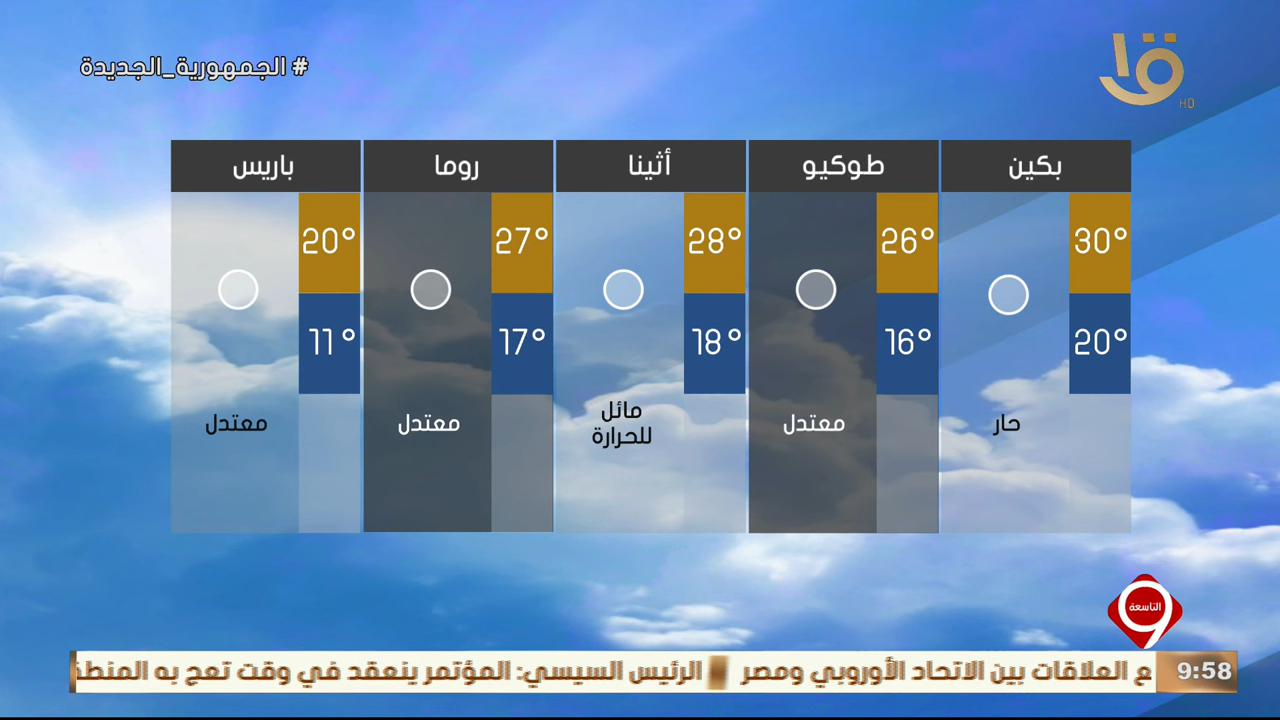 #الجمهورية_الجديدة
HD
بكين
30°
20°
حار
طوكيو
26°
16°
معتدل
أثينا
28°
18°
مائل
للحرارة
روما
27°
17°
معتدل
باريس
20°
11°
معتدل
التاسعة
9
9:58
ع العلاقات بين الاتحاد الأوروبي ومصر الرئيس السيسي: المؤتمر ينعقد في وقت تعج به